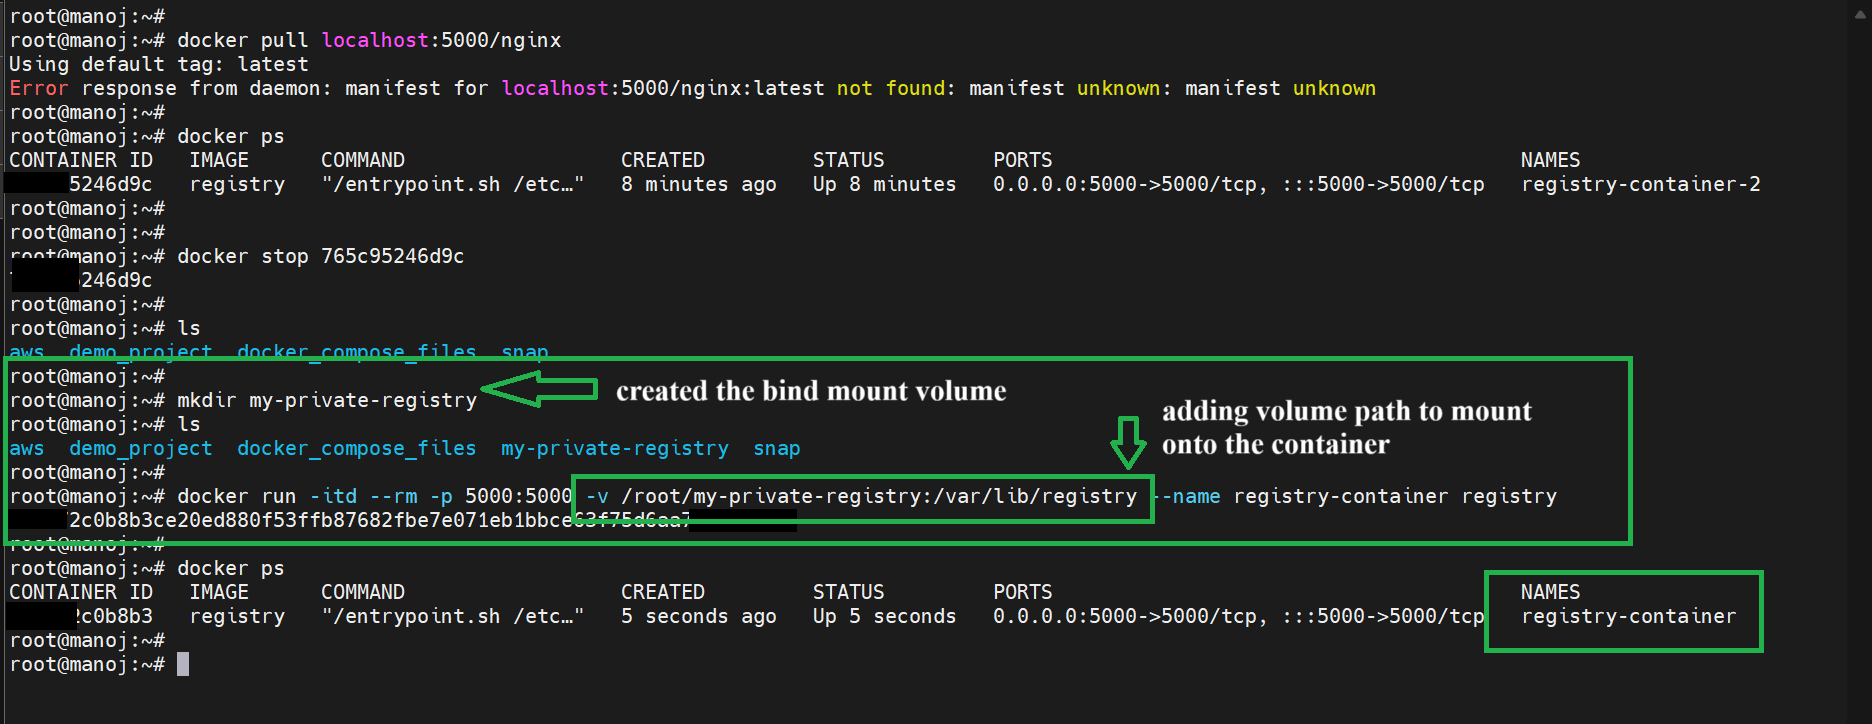 root@manoj:~#
root@manoj:~# docker pull localhost:5000/nginx
Using default tag: latest
Error response from daemon: manifest for localhost:5000/nginx:latest not found: manifest unknown: manifest unknown
root@manoj:~#
root@manoj:~# docker ps
CONTAINER ID   IMAGE      COMMAND                  CREATED         STATUS         PORTS                                       NAMES
5246d9c   registry   "/entrypoint.sh /etc…"   8 minutes ago   Up 8 minutes   0.0.0.0:5000->5000/tcp, :::5000->5000/tcp   registry-container-2
root@manoj:~#
root@manoj:~#
root@manoj:~# docker stop 765c95246d9c
246d9c
root@manoj:~#
root@manoj:~# ls
aws  demo_project  docker_compose_files  snap
root@manoj:~#
root@manoj:~# mkdir my-private-registry
created the bind mount volume
root@manoj:~# ls
adding volume path to mount
onto the container
aws  demo_project  docker_compose_files  my-private-registry  snap
root@manoj:~#
root@manoj:~# docker run -itd --rm -p 5000:5000 -v /root/my-private-registry:/var/lib/registry --name registry-container registry
2c0b8b3ce20ed880f53ffb87682fbe7e071eb1bbce63f75d6aa7
root@manoj:~#
root@manoj:~# docker ps
CONTAINER ID   IMAGE      COMMAND                  CREATED         STATUS         PORTS                                       NAMES
2c0b8b3   registry   "/entrypoint.sh /etc…"   5 seconds ago   Up 5 seconds   0.0.0.0:5000->5000/tcp, :::5000->5000/tcp   registry-container
root@manoj:~#
root@manoj:~#